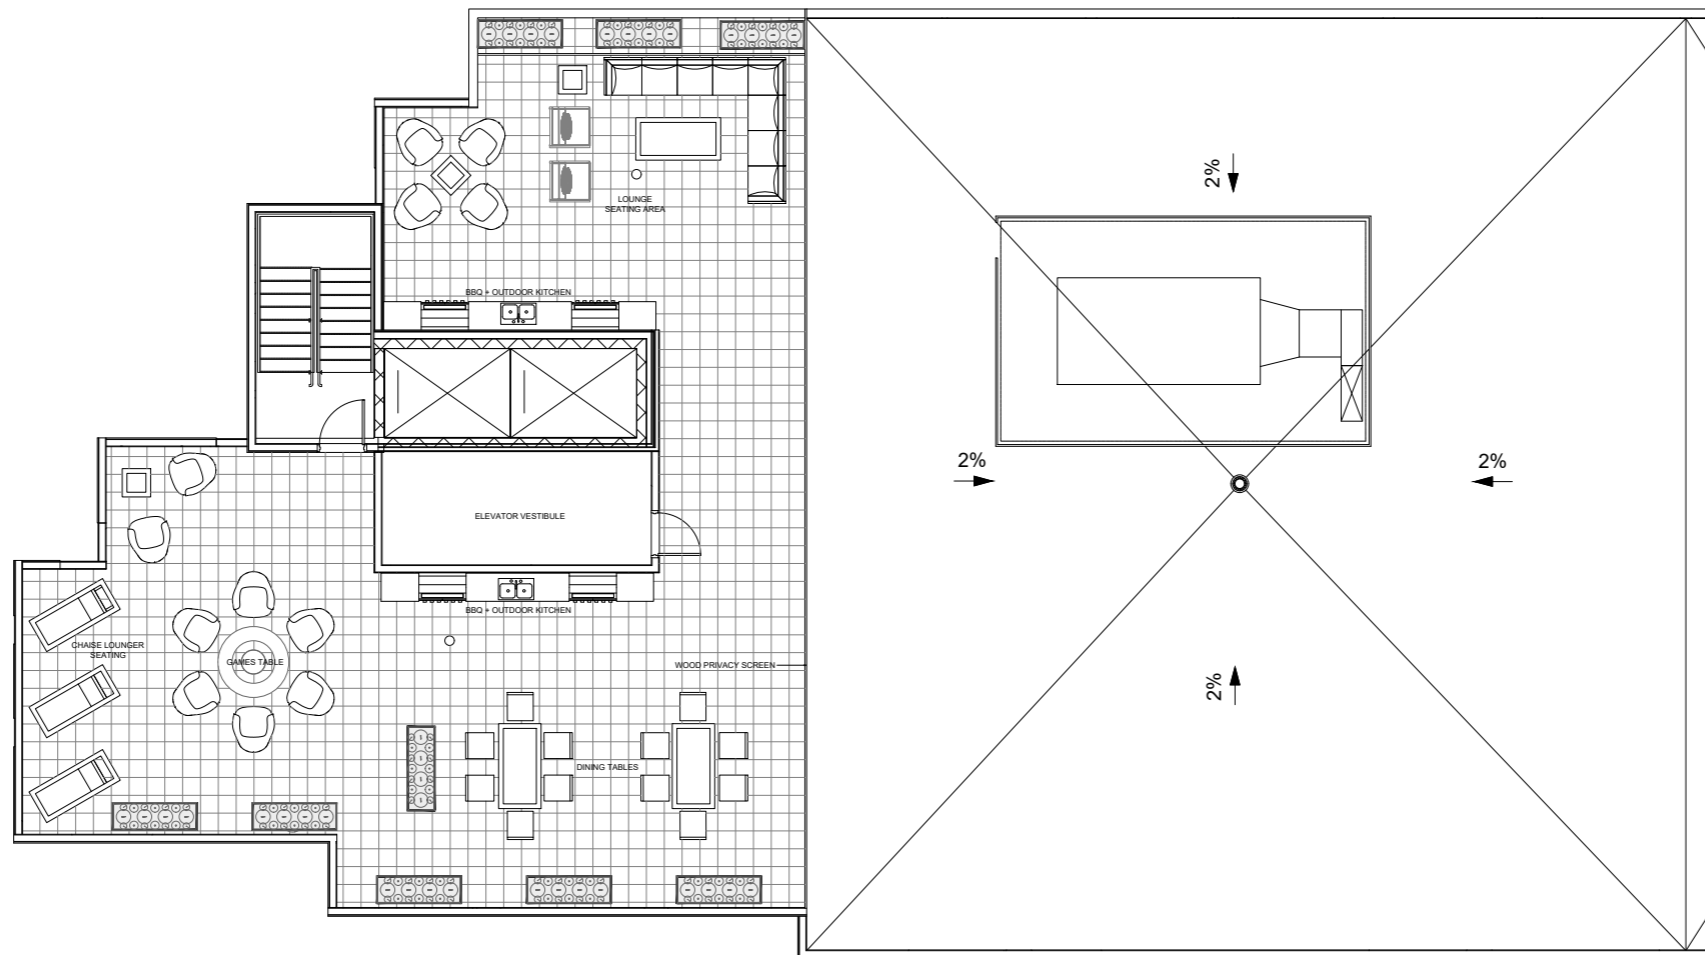 2%
LOUNGE
SEATING AREA
BBQ + OUTDOOR KITCHEN
2%
2%
ELEVATOR VESTIBULE
BBQ + OUTDOOR KITCHEN
CHAISE LOUNGER
SEATING
GAMES TABLE
WOOD PRIVACY SCREEN
2%
DINING TABLES